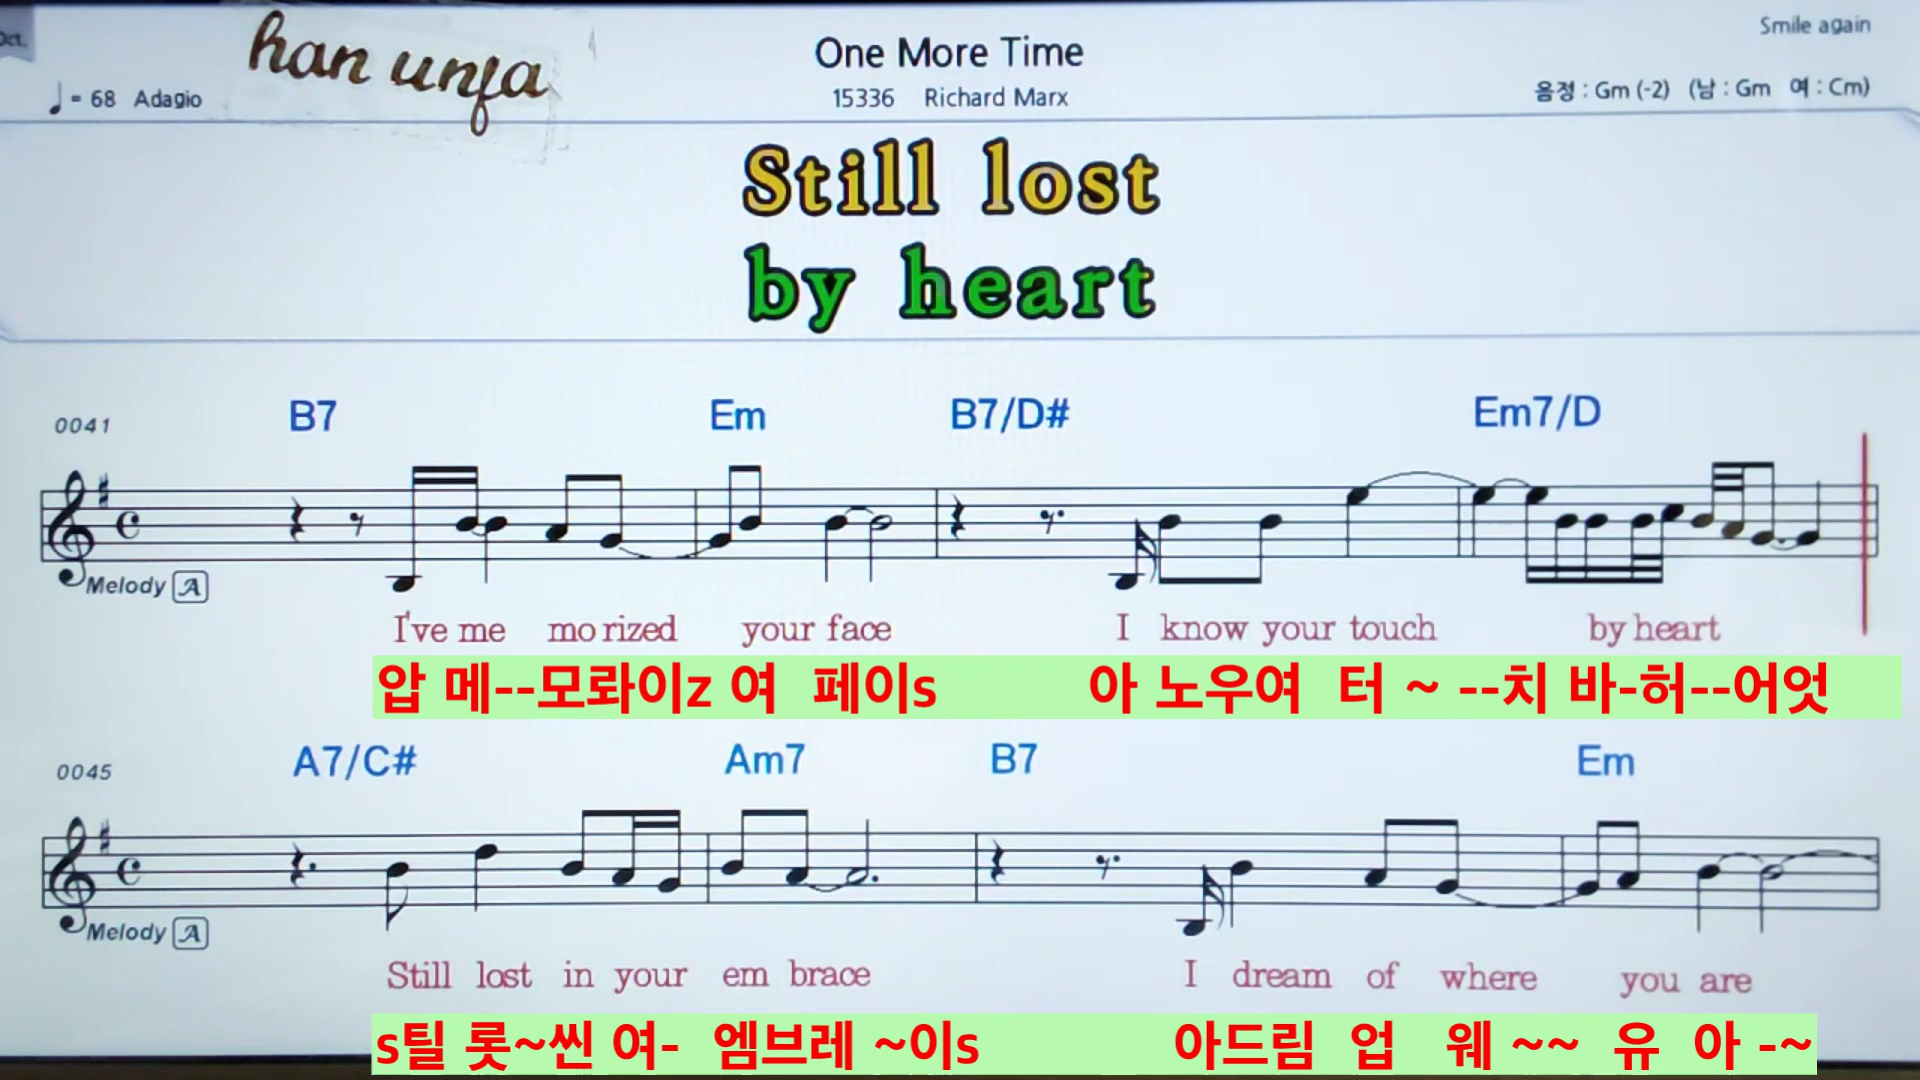 Oct.
han unfa
One More Time
Smile again
♩= 68 Adagio
15336 Richard Marx
음정 : Gm (-2) (남 : Gm 여 : Cm)
Still lost
by heart
0041 B7 Em B7/D# Em7/D
Melody A
I've me mo rized your face I know your touch by heart
압 메--모롸이z 여 페이s 아 노우여 터 ~ --치 바-허--어엇
0045 A7/C# Am7 B7 Em
Melody A
Still lost in your em brace I dream of where you are
s틸 롯~씬 여- 엠브레 ~이s 아드림 업 웨 ~~ 유 아 -~